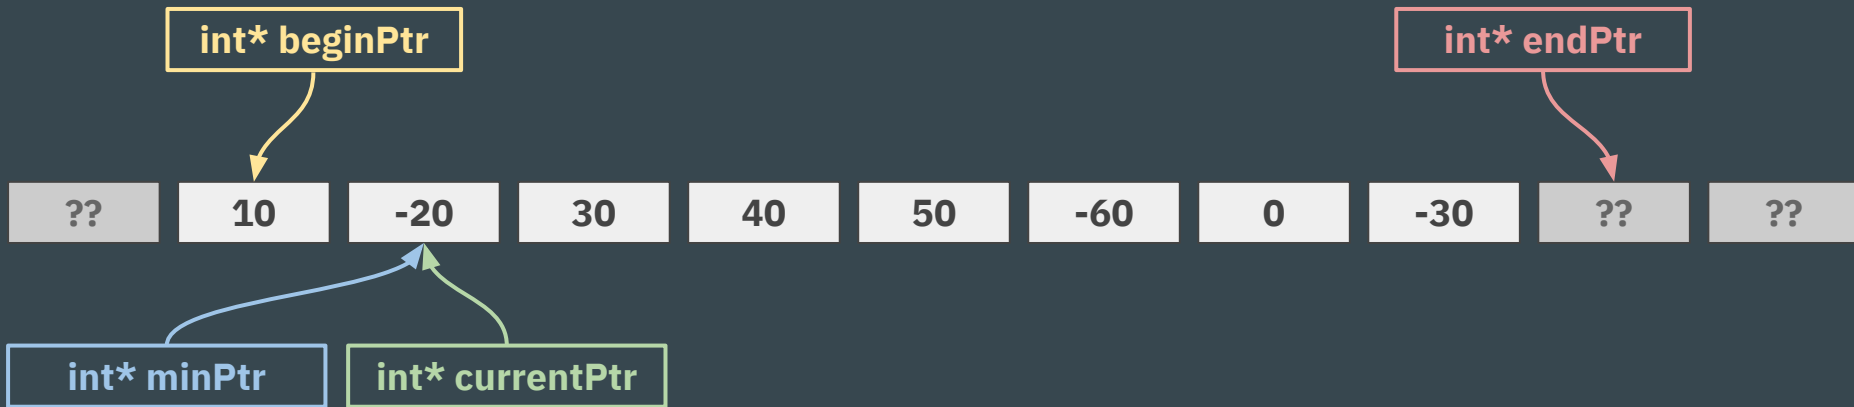 int* beginPtr int* endPtr
?? 10 -20 30 40 50 -60 0 -30 ?? ??
int* minPtr int* currentPtr